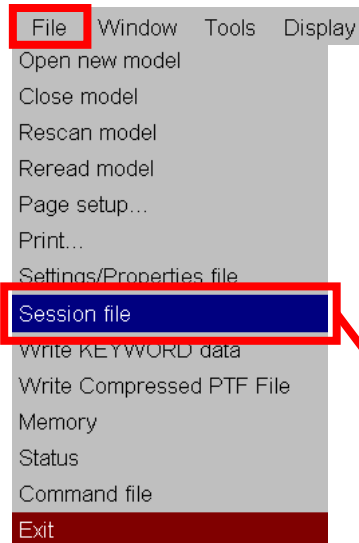 File Window Tools Display
Open new model
Close model
Rescan model
Reread model
Page setup...
Print...
Settings/Properties file
Session file
Write KEYWORD data
Write Compressed PTF File
Memory
Status
Command file
Exit